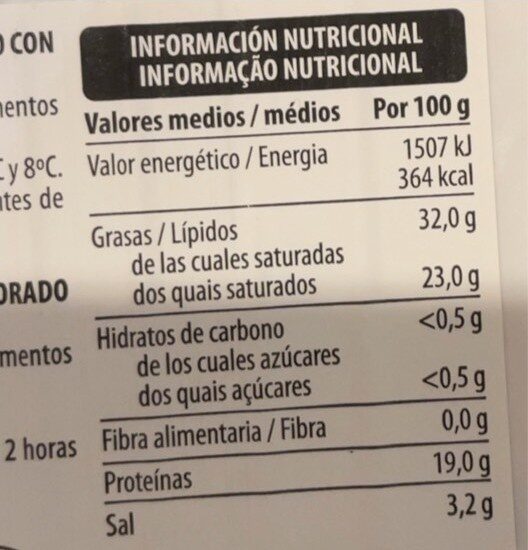 O CON
mentos
C y 8ºC.
ntes de
ORADO
mentos
2 horas
INFORMACIÓN NUTRICIONAL
INFORMAÇÃO NUTRICIONAL
Valores medios / médios Por 100 g
Valor energético / Energia 1507 kJ
364 kcal
Grasas / Lípidos 32,0 g
de las cuales saturadas
dos quais saturados 23,0 g
Hidratos de carbono <0,5 g
de los cuales azúcares
dos quais açúcares <0,5 g
Fibra alimentaria / Fibra 0,0 g
Proteínas 19,0 g
Sal 3,2 g